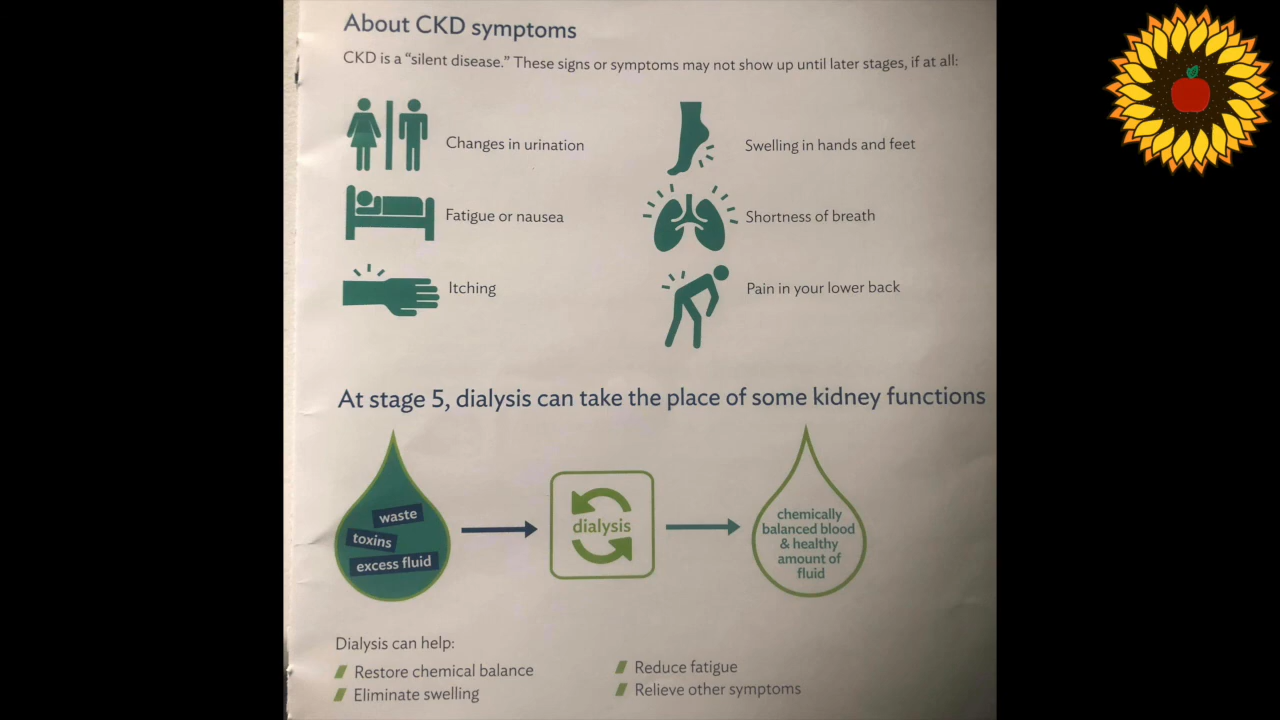 About CKD symptoms
CKD is a “silent disease.” These signs or symptoms may not show up until later stages, if at all:
Changes in urination
Swelling in hands and feet
Fatigue or nausea
Shortness of breath
Itching
Pain in your lower back
At stage 5, dialysis can take the place of some kidney functions
waste
toxins
excess fluid
dialysis
chemically
balanced blood
& healthy
amount of
fluid
Dialysis can help:
Restore chemical balance
Eliminate swelling
Reduce fatigue
Relieve other symptoms